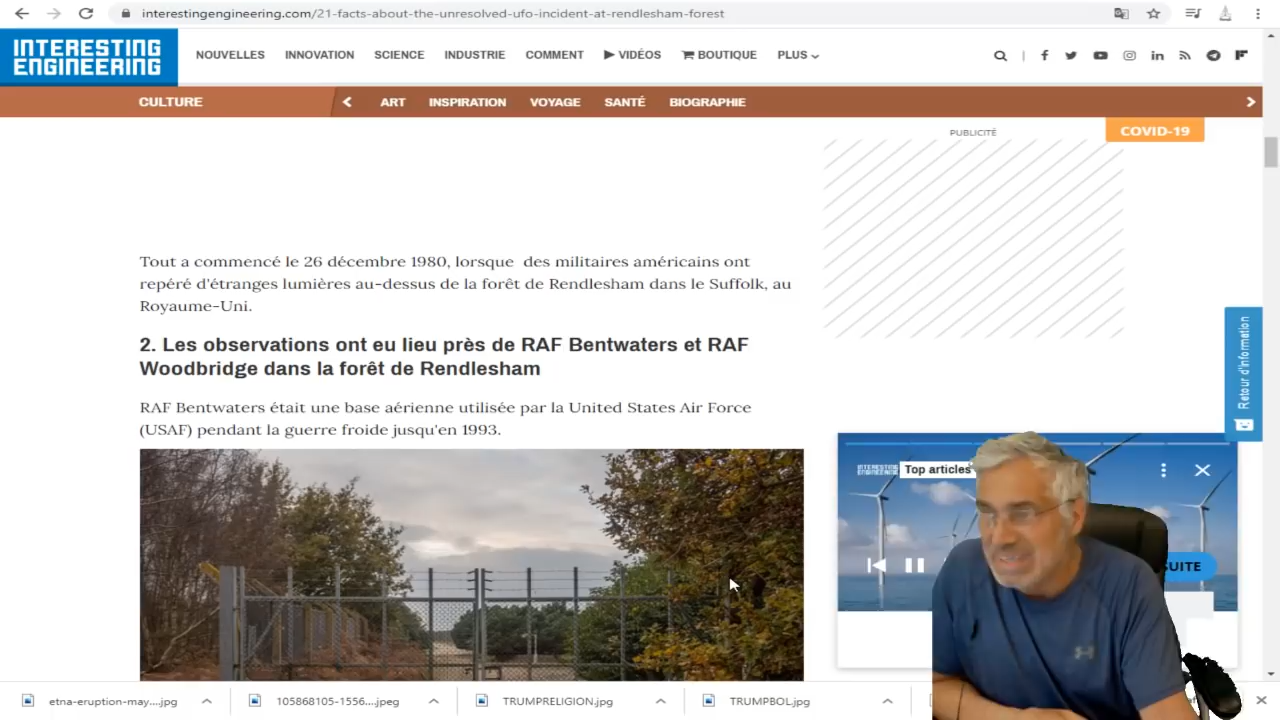 interestingengineering.com/21-facts-about-the-unresolved-ufo-incident-at-rendlesham-forest
INTERESTING
ENGINEERING
NOUVELLES INNOVATION SCIENCE INDUSTRIE COMMENT VIDÉOS BOUTIQUE PLUS
CULTURE ART INSPIRATION VOYAGE SANTÉ BIOGRAPHIE
PUBLICITÉ
COVID-19
Tout a commencé le 26 décembre 1980, lorsque des militaires américains ont
repéré d'étranges lumières au-dessus de la forêt de Rendlesham dans le Suffolk, au
Royaume-Uni.
2. Les observations ont eu lieu près de RAF Bentwaters et RAF
Woodbridge dans la forêt de Rendlesham
RAF Bentwaters était une base aérienne utilisée par la United States Air Force
(USAF) pendant la guerre froide jusqu'en 1993.
Retour d'information
INTERESTING
ENGINEERING
Top articles
SUITE
etna-eruption-may....jpg 105868105-1556....jpeg TRUMPRELIGION.jpg TRUMPBOL.jpg